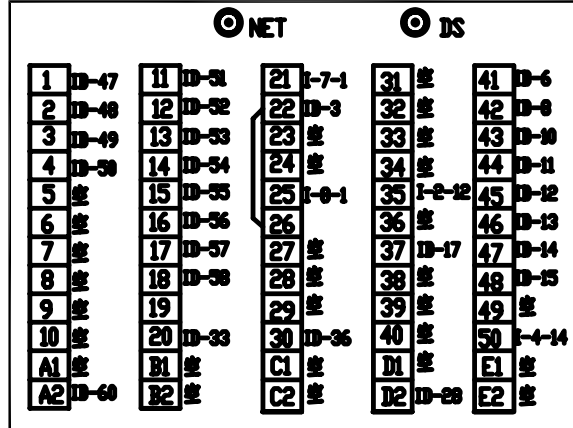 NET DS
1 ID-47 11 ID-51 21 I-7-1 31 空 41 ID-6
2 ID-48 12 ID-52 22 ID-3 32 空 42 ID-8
3 ID-49 13 ID-53 23 空 33 空 43 ID-10
4 ID-50 14 ID-54 24 空 34 空 44 ID-11
5 空 15 ID-55 25 I-8-1 35 I-2-12 45 ID-12
6 空 16 ID-56 26 36 空 46 ID-13
7 空 17 ID-57 27 空 37 ID-17 47 ID-14
8 空 18 ID-58 28 空 38 空 48 ID-15
9 空 19 29 空 39 空 49 空
10 空 20 ID-33 30 ID-36 40 空 50 I-4-14
A1 空 B1 空 C1 空 D1 空 E1 空
A2 ID-60 B2 空 C2 空 D2 ID-28 E2 空